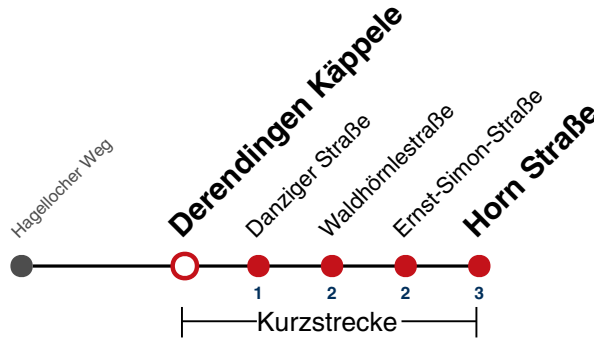 Hagellocher Weg
Derendingen Käppele
Danziger Straße
Waldhörnlestraße
Ernst-Simon-Straße
Horn Straße
1
2
2
3
Kurzstrecke